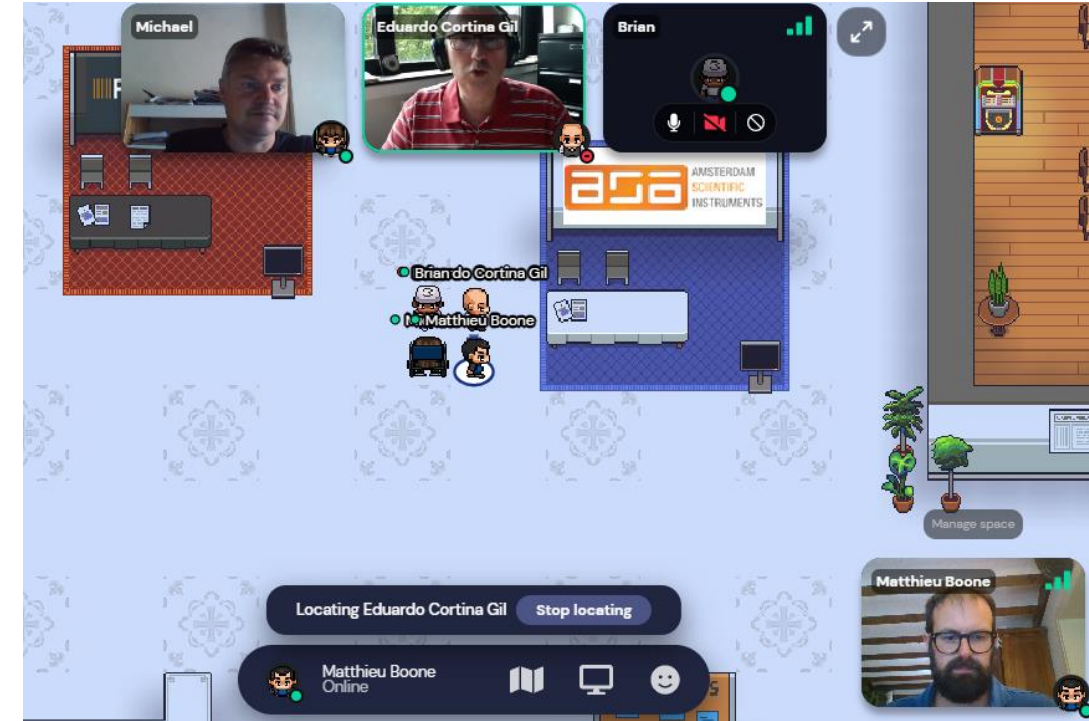 Michael
Eduardo Cortina Gil
Brian
F
asa
AMSTERDAM
SCIENTIFIC
INSTRUMENTS
Brian do Cortina Gil
Matthieu Boone
Manage space
Matthieu Boone
Locating Eduardo Cortina Gil
Stop locating
Matthieu Boone
Online